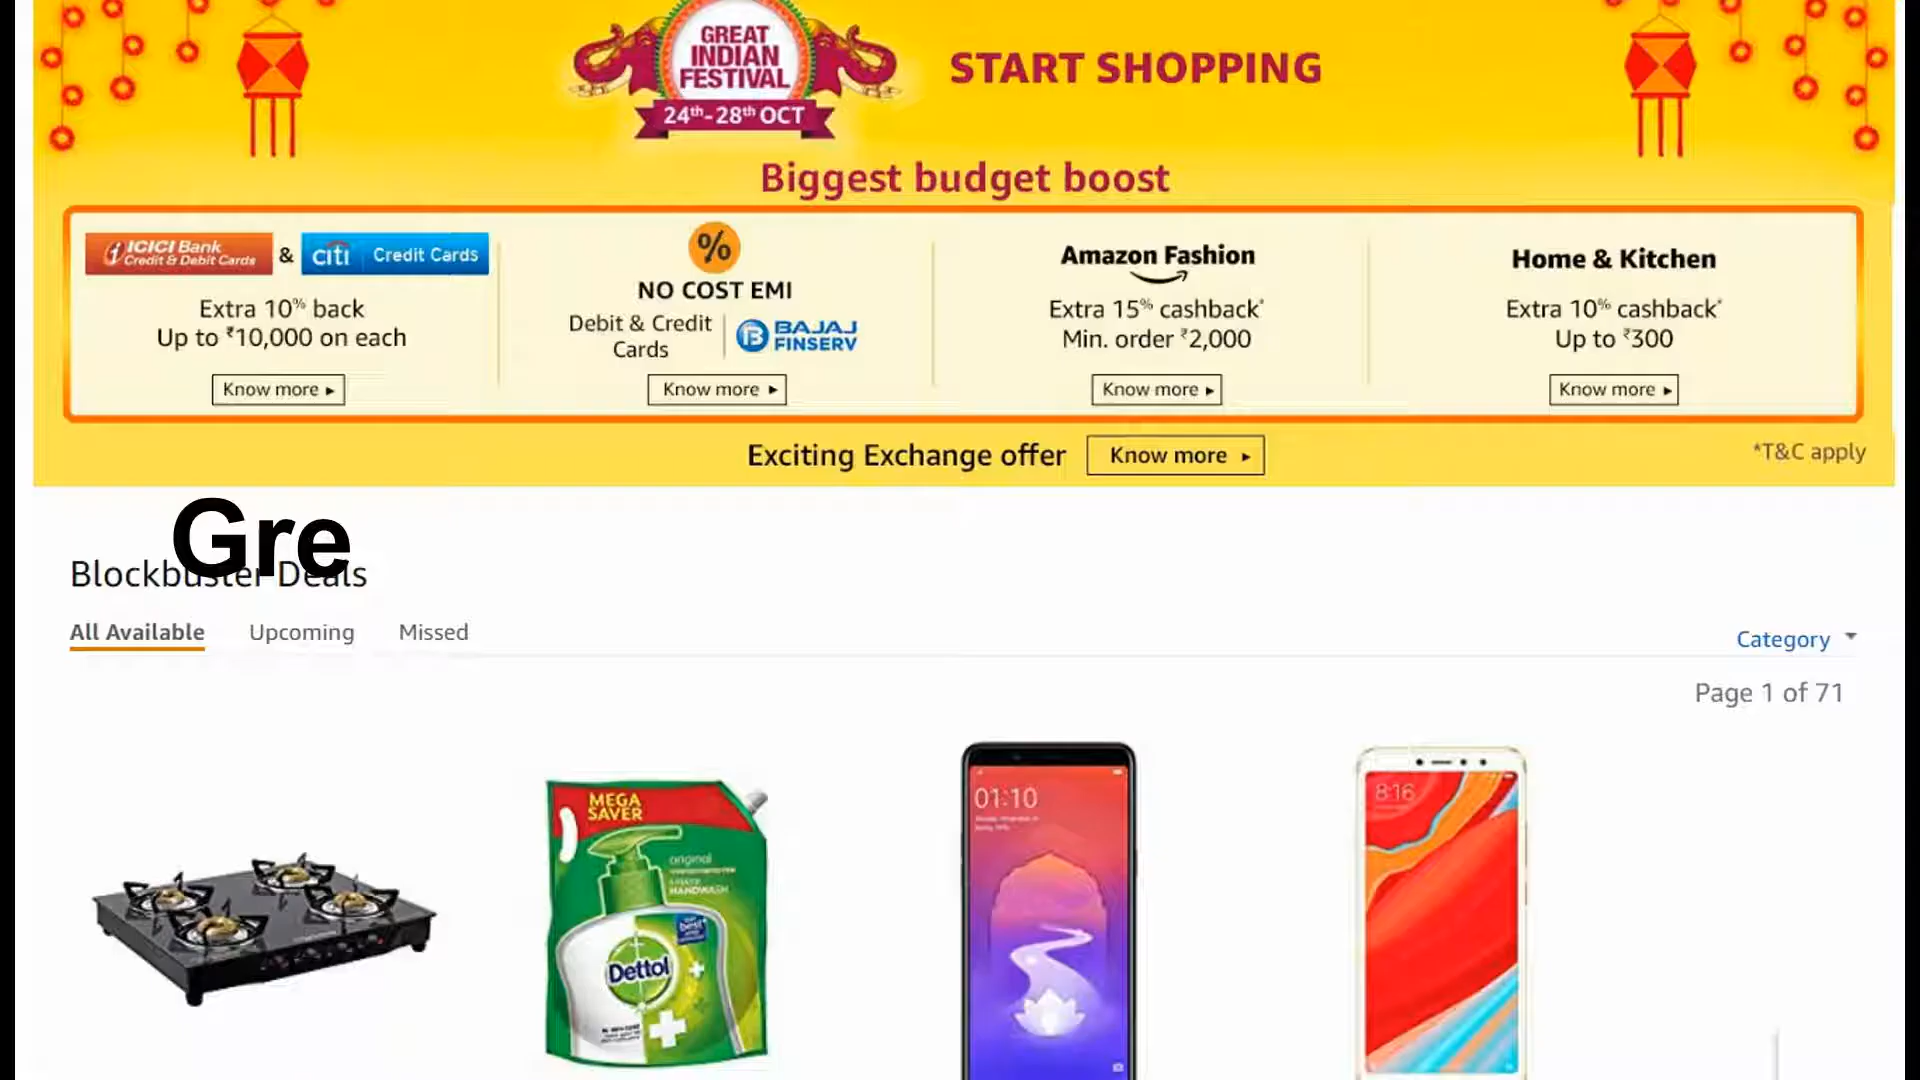 GREAT
INDIAN
FESTIVAL
24th-28th OCT
START SHOPPING
Biggest budget boost
ICICI Bank
Credit & Debit Cards
&
citi Credit Cards
Extra 10% back
Up to ₹10,000 on each
Know more ▸
%
NO COST EMI
Debit & Credit
Cards
BAJAJ
FINSERV
Know more ▸
Amazon Fashion
Extra 15% cashback*
Min. order ₹2,000
Know more ▸
Home & Kitchen
Extra 10% cashback*
Up to ₹300
Know more ▸
Exciting Exchange offer
Know more ▸
*T&C apply
Gre
Blockbuster Deals
All Available
Upcoming
Missed
Category
Page 1 of 71
MEGA
SAVER
original
HANDWASH
Dettol
01:10
8:16